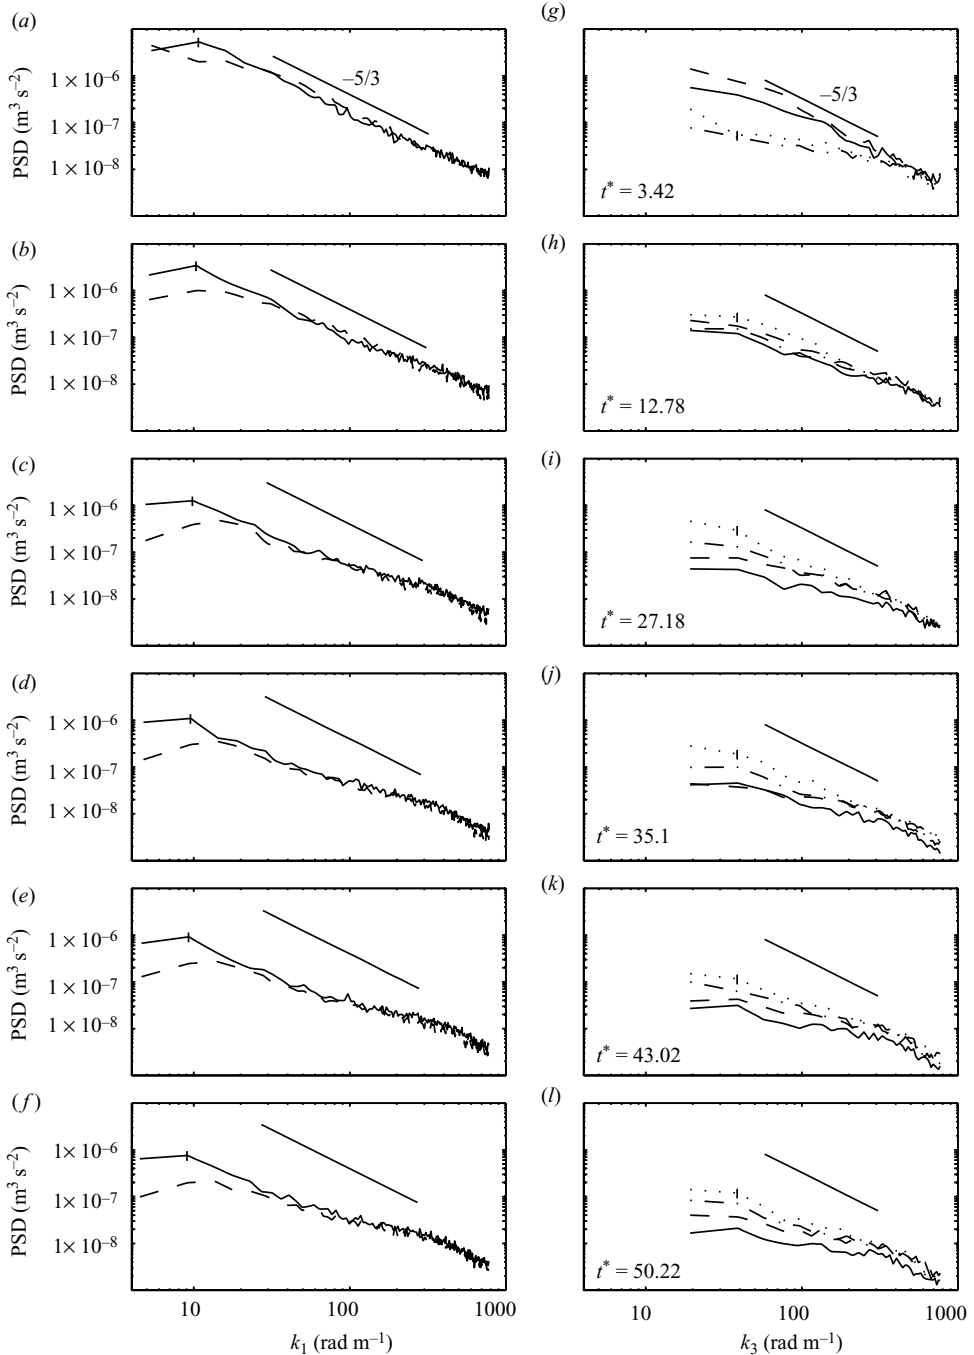 (a)
(g)
PSD (m³ s⁻²)
1 × 10⁻⁶
1 × 10⁻⁷
1 × 10⁻⁸
–5/3
–5/3
t* = 3.42
(b)
(h)
PSD (m³ s⁻²)
1 × 10⁻⁶
1 × 10⁻⁷
1 × 10⁻⁸
t* = 12.78
(c)
(i)
PSD (m³ s⁻²)
1 × 10⁻⁶
1 × 10⁻⁷
1 × 10⁻⁸
t* = 27.18
(d)
(j)
PSD (m³ s⁻²)
1 × 10⁻⁶
1 × 10⁻⁷
1 × 10⁻⁸
t* = 35.1
(e)
(k)
PSD (m³ s⁻²)
1 × 10⁻⁶
1 × 10⁻⁷
1 × 10⁻⁸
t* = 43.02
(f)
(l)
PSD (m³ s⁻²)
1× 10⁻⁶
1× 10⁻⁷
1× 10⁻⁸
t* = 50.22
10 100 1000
10 100 1000
k₁ (rad m⁻¹)
k₃ (rad m⁻¹)